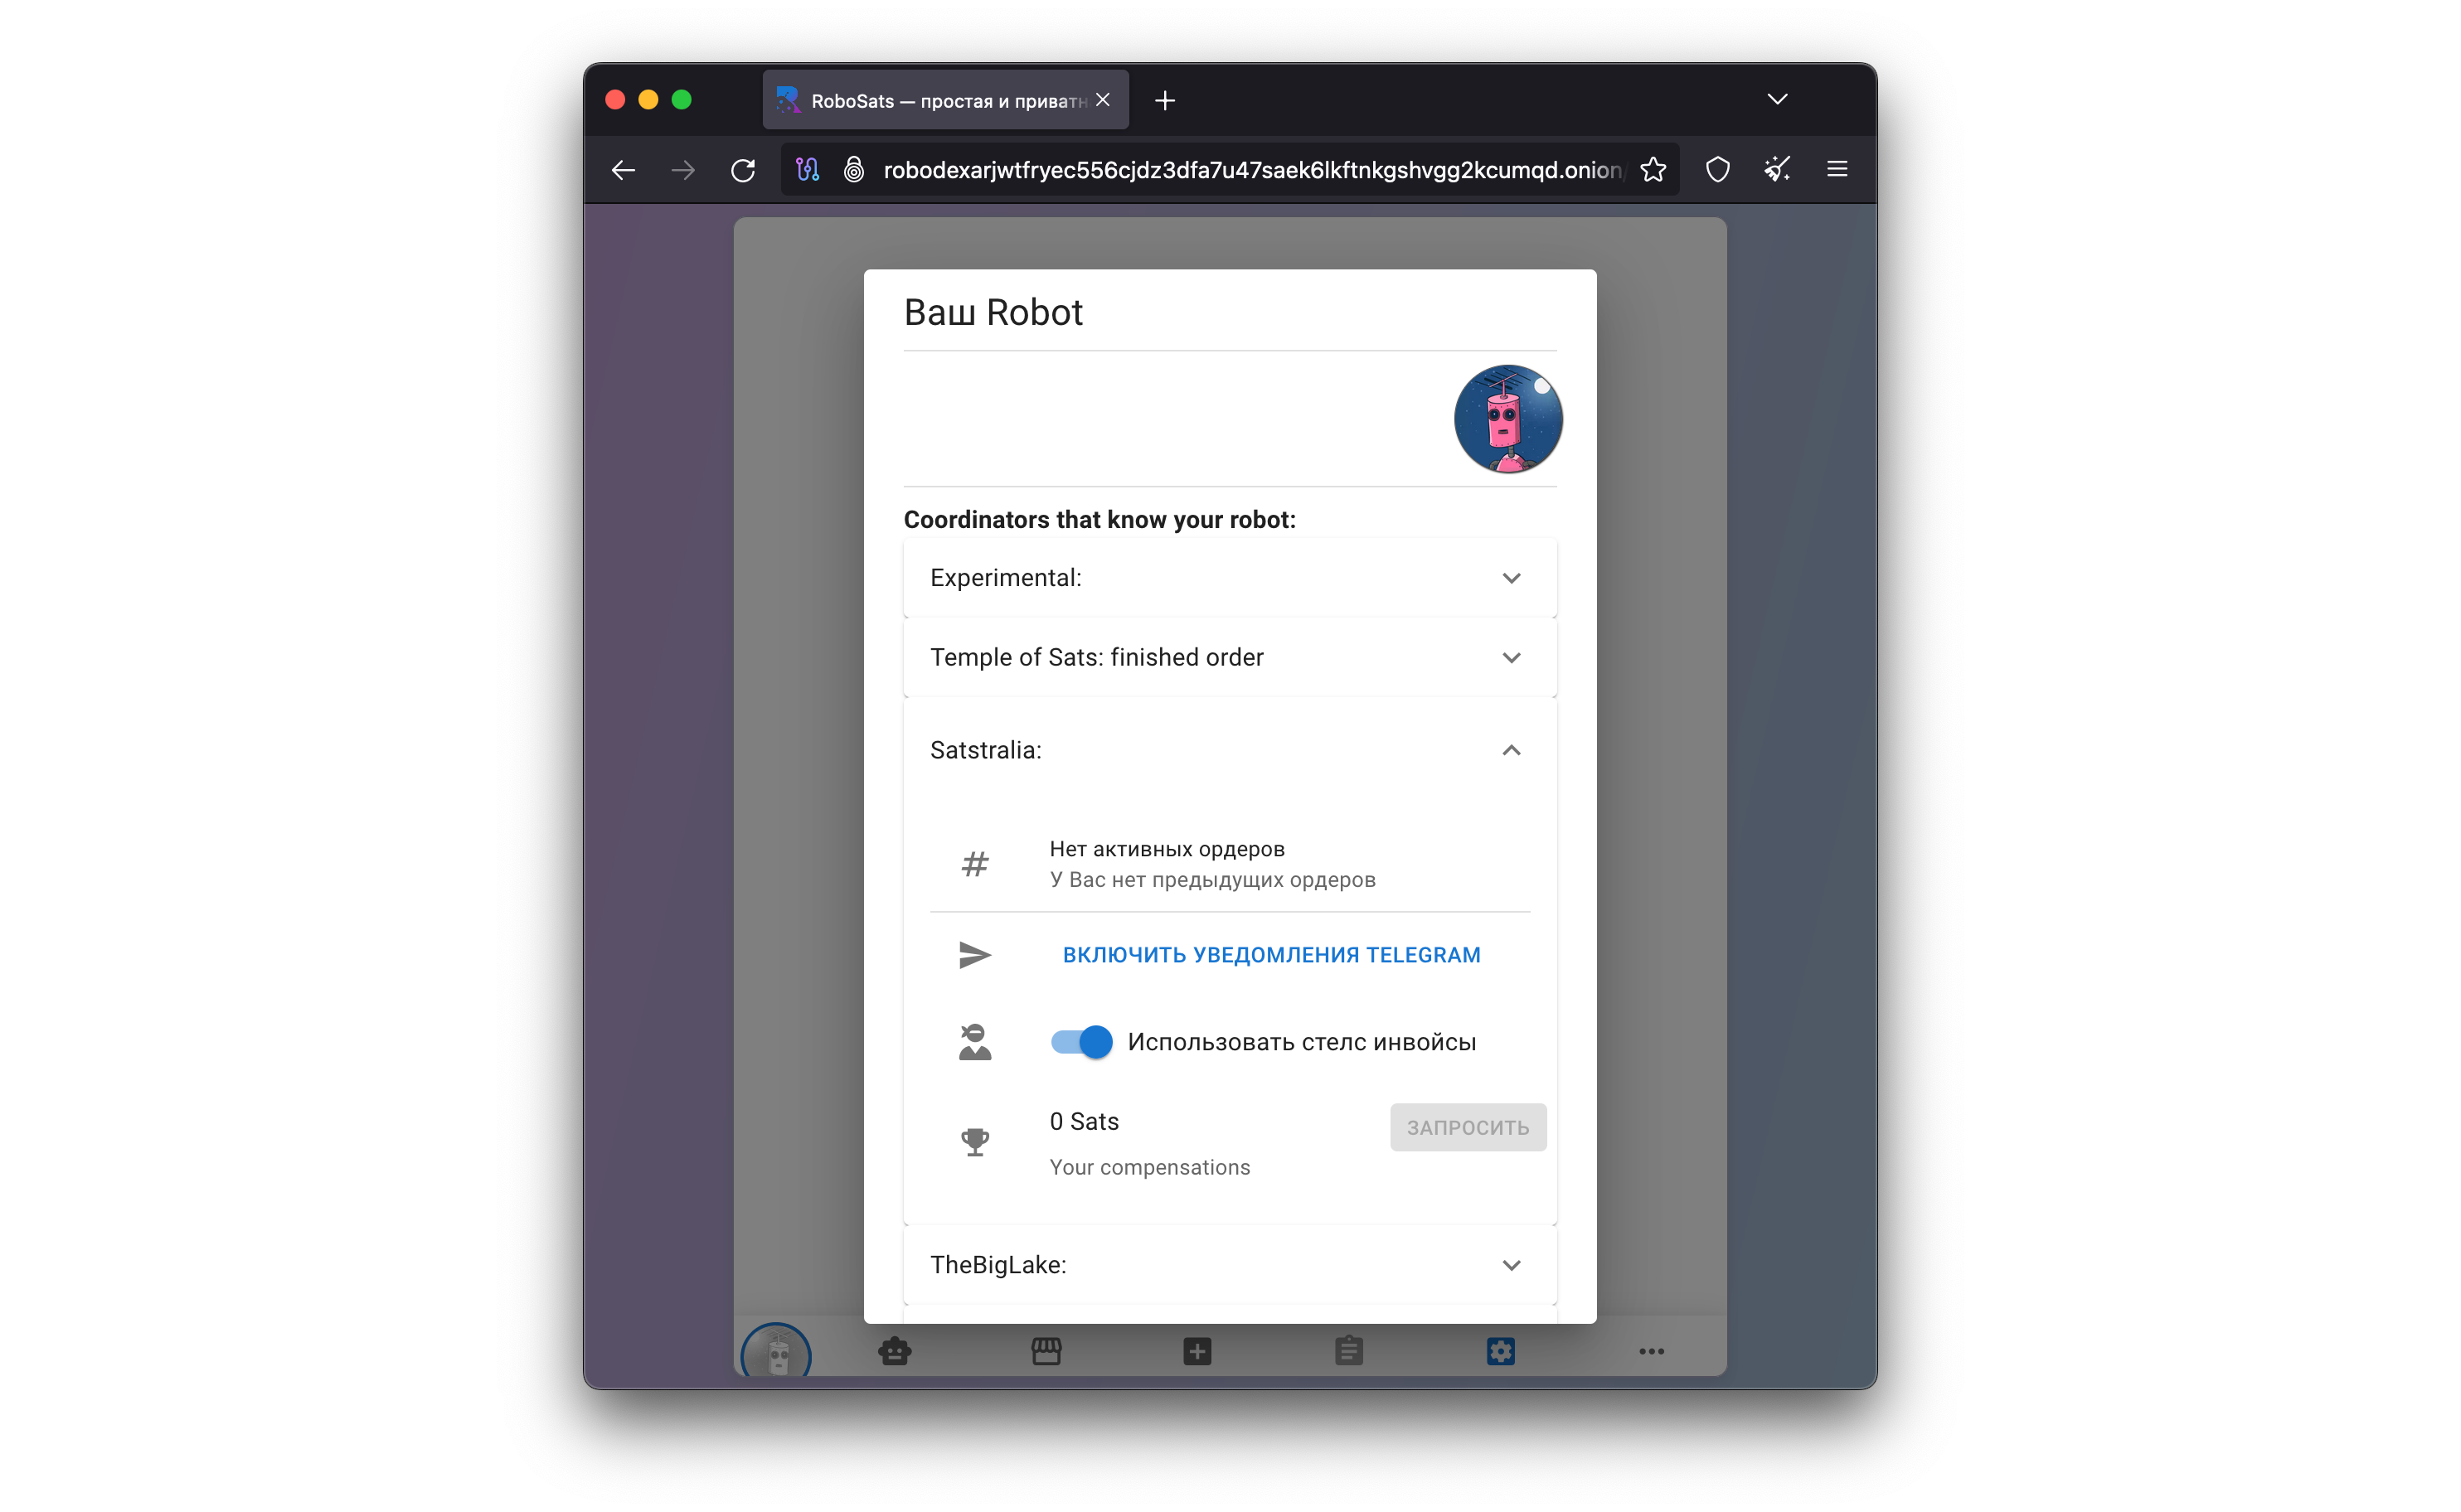 RoboSats — простая и приватн
robodexarjwtfryec556cjdz3dfa7u47saek6lkftnkgshvgg2kcumqd.onion/
Ваш Robot
Coordinators that know your robot:
Experimental:
Temple of Sats: finished order
Satstralia:
Нет активных ордеров
У Вас нет предыдущих ордеров
ВКЛЮЧИТЬ УВЕДОМЛЕНИЯ TELEGRAM
Использовать стелс инвойсы
0 Sats
ЗАПРОСИТЬ
Your compensations
TheBigLake: